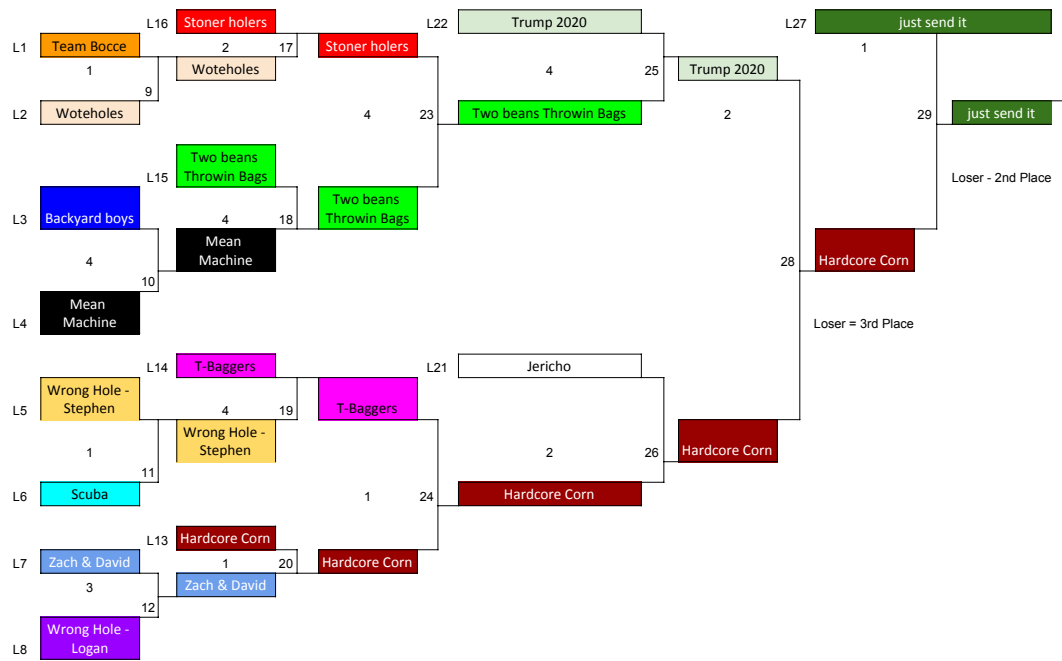 L16
Stoner holers
L22
Trump 2020
L27
just send it
L1
Team Bocce
2
17
Stoner holers
1
1
Woteholes
4
25
Trump 2020
9
L2
Woteholes
4
23
Two beans Throwin Bags
2
29
just send it
L15
Two beans
Throwin Bags
Loser - 2nd Place
L3
Backyard boys
4
18
Two beans
Throwin Bags
4
Mean
Machine
28
Hardcore Corn
10
L4
Mean
Machine
Loser = 3rd Place
L14
T-Baggers
L21
Jericho
L5
Wrong Hole -
Stephen
4
19
T-Baggers
1
Wrong Hole -
Stephen
2
26
Hardcore Corn
11
L6
Scuba
1
24
Hardcore Corn
L13
Hardcore Corn
L7
Zach & David
1
20
Hardcore Corn
3
Zach & David
12
L8
Wrong Hole -
Logan